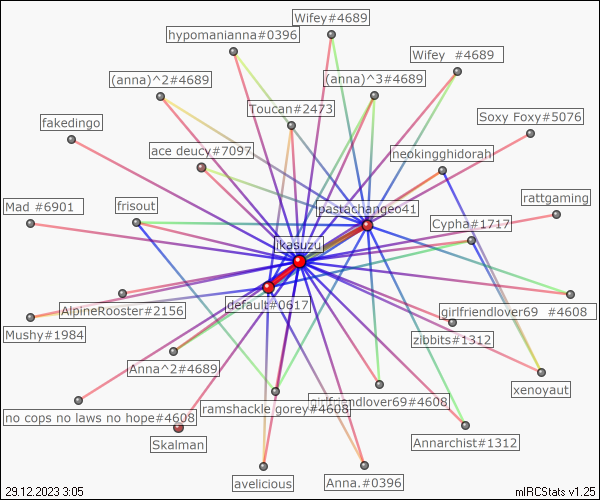 Wifey#4689
hypomanianna#0396
Wifey #4689
(anna)^2#4689
(anna)^3#4689
Toucan#2473
Soxy Foxy#5076
fakedingo
ace deucy#7097
neokingghidorah
rattgaming
Mad #6901
frisout
pastachangeo41
Cypha#1717
ikasuzu
default#0617
AlpineRooster#2156
girlfriendlover69 #4608
Mushy#1984
zibbits#1312
Anna^2#4689
xenoyaut
no cops no laws no hope#4608
ramshackle gorey#4608
girlfriendlover69#4608
Skalman
Annarchist#1312
avelicious
Anna.#0396
29.12.2023 3:05
mIRCStats v1.25